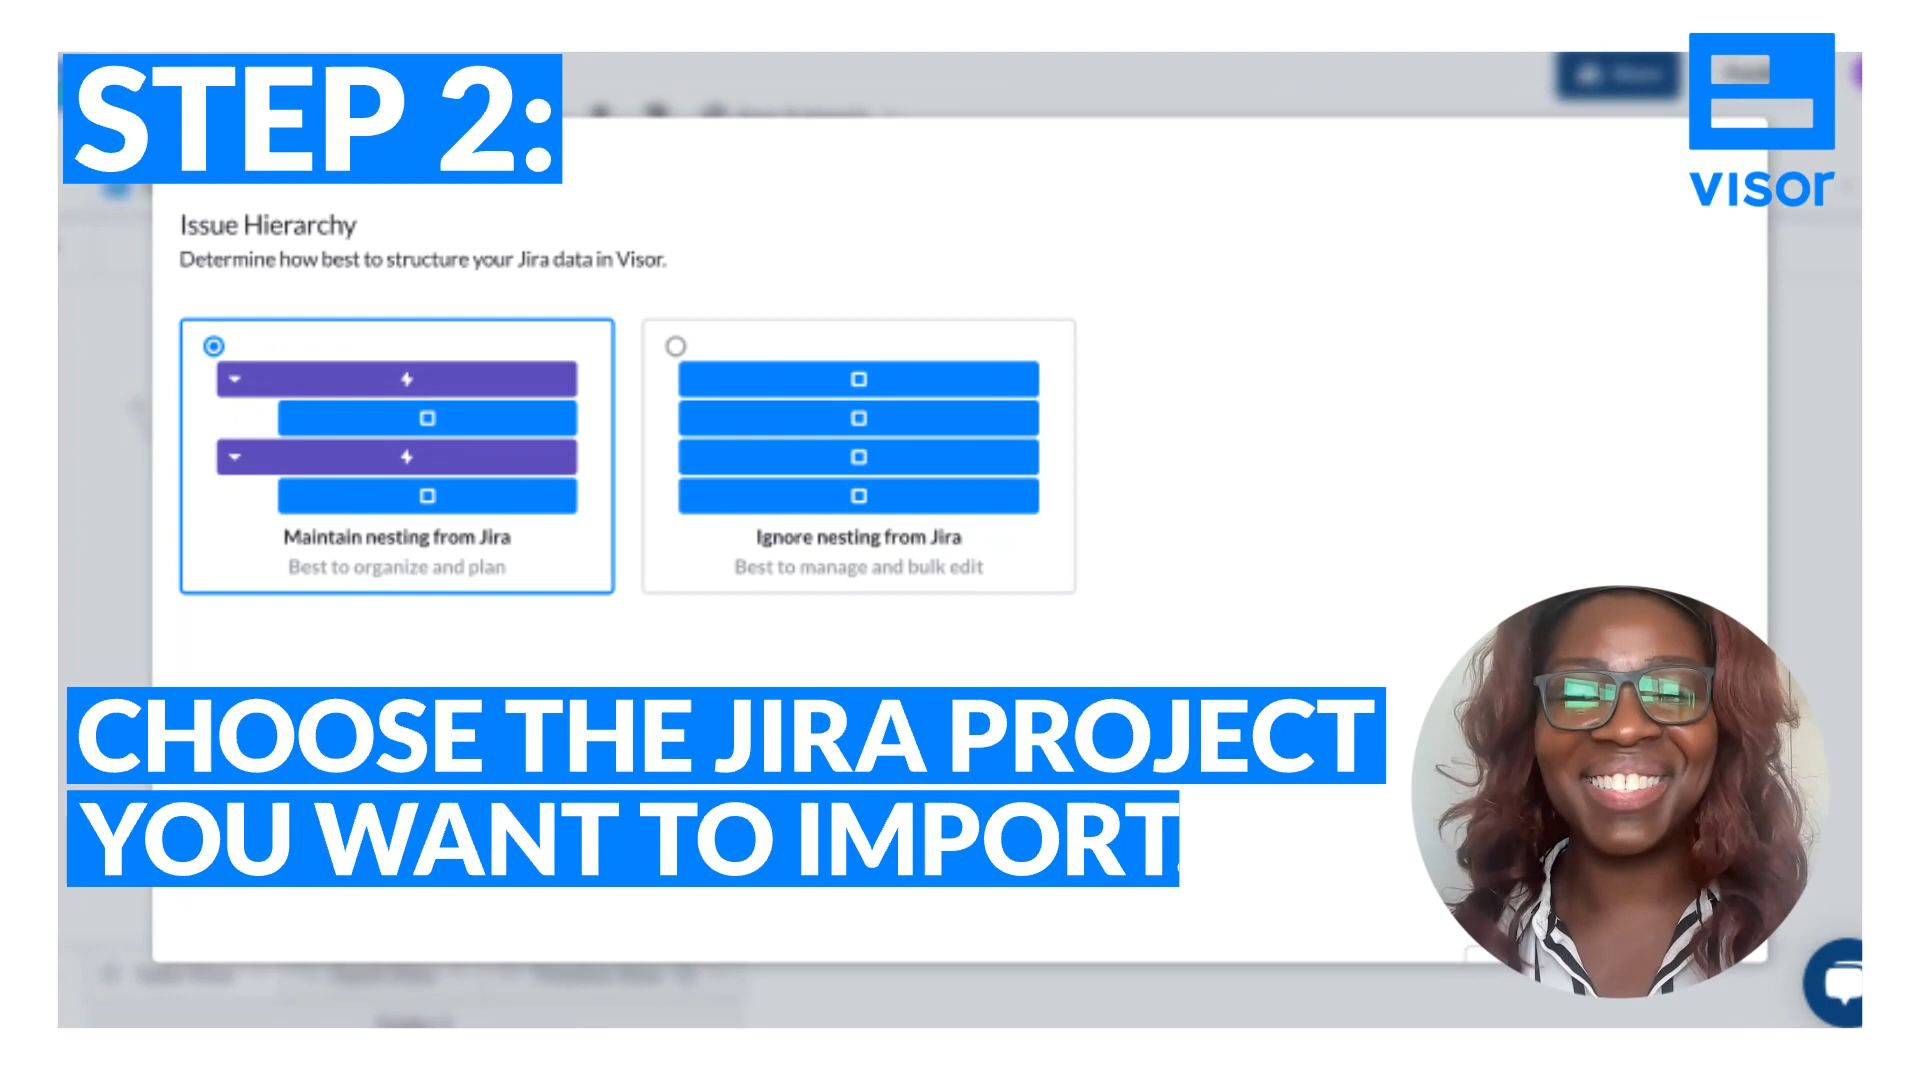 STEP 2:
VISOR
Issue Hierarchy
Determine how best to structure your Jira data in Visor.
Maintain nesting from Jira
Best to organize and plan
Ignore nesting from Jira
Best to manage and bulk edit
CHOOSE THE JIRA PROJECT
YOU WANT TO IMPORT.